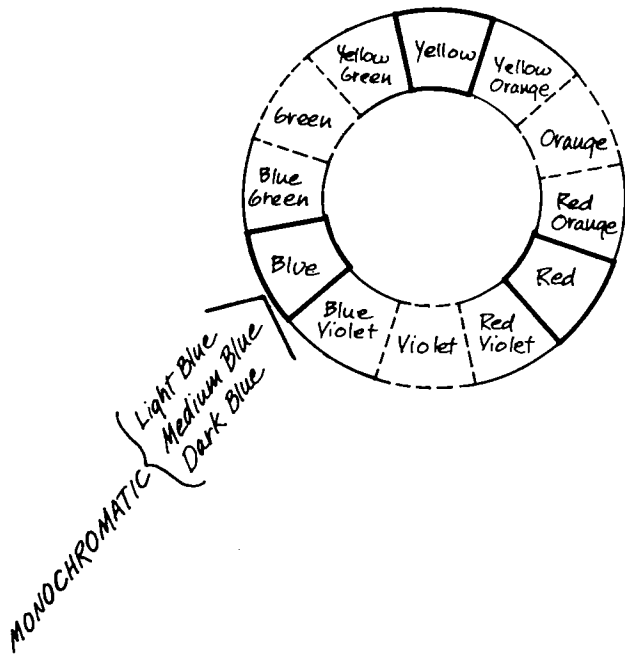 Yellow
Yellow
Orange
Orange
Red
Orange
Red
Red
Violet
Violet
Blue
Violet
Blue
Blue
Green
Green
Yellow
Green
Light Blue
Medium Blue
Dark Blue
MONOCHROMATIC